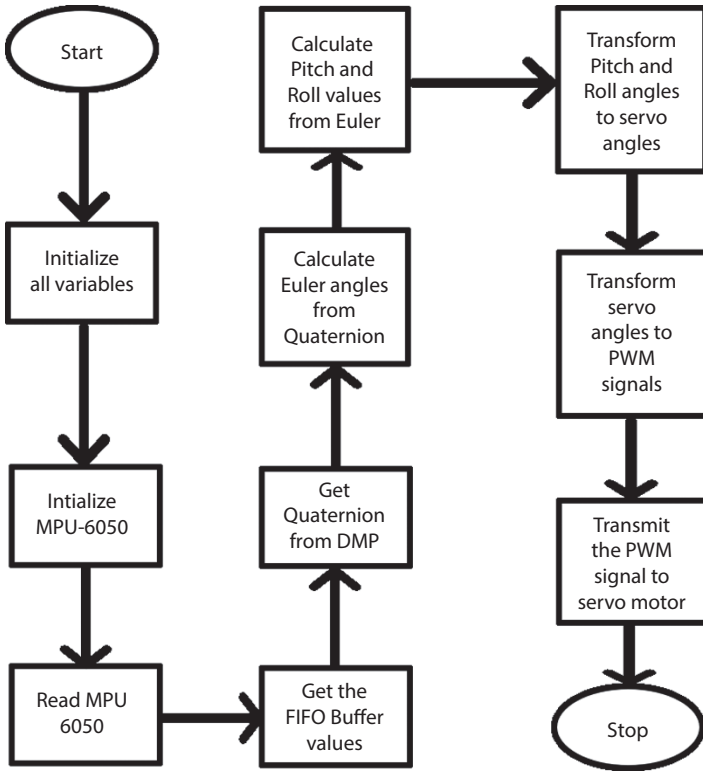 Start
Initialize
all variables
Intialize
MPU-6050
Read MPU
6050
Get the
FIFO Buffer
values
Get
Quaternion
from DMP
Calculate
Euler angles
from
Quaternion
Calculate
Pitch and
Roll values
from Euler
Transform
Pitch and
Roll angles
to servo
angles
Transform
servo
angles to
PWM
signals
Transmit
the PWM
signal to
servo motor
Stop